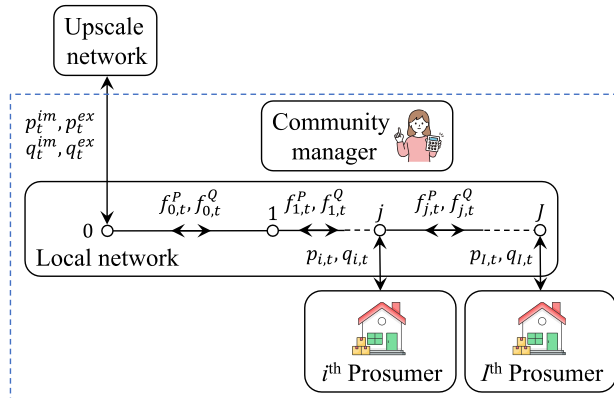 Upscale
network
p_t^{im}, p_t^{ex}
q_t^{im}, q_t^{ex}
Community
manager
f_{0,t}^P, f_{0,t}^Q
f_{1,t}^P, f_{1,t}^Q
f_{j,t}^P, f_{j,t}^Q
0
1
j
J
Local network
p_{i,t}, q_{i,t}
p_{I,t}, q_{I,t}
i^{th} Prosumer
I^{th} Prosumer